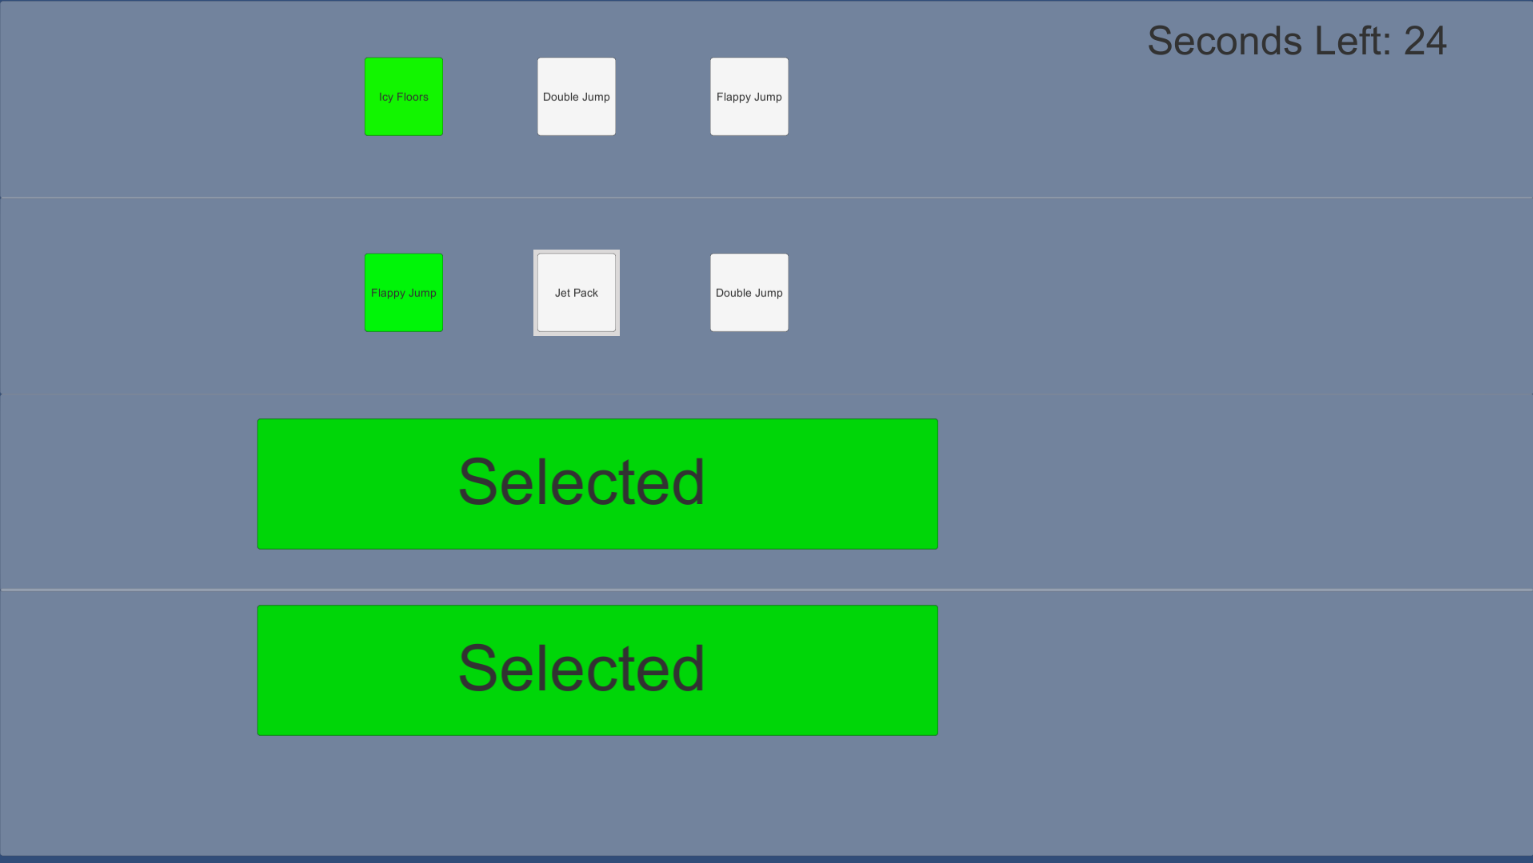 Seconds Left: 24
Icy Floors
Double Jump
Flappy Jump
Flappy Jump
Jet Pack
Double Jump
Selected
Selected